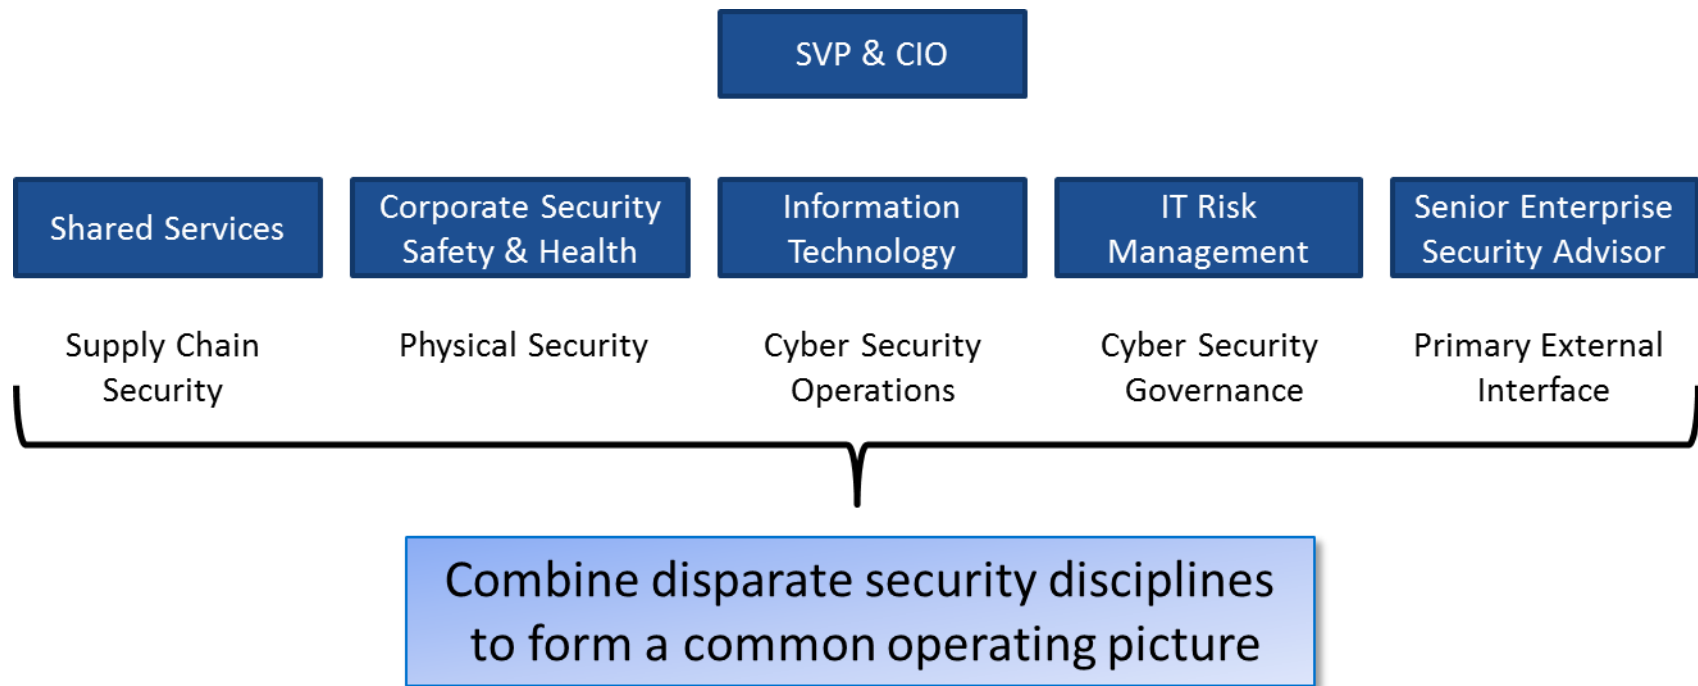 SVP & CIO
Shared Services
Corporate Security
Safety & Health
Information
Technology
IT Risk
Management
Senior Enterprise
Security Advisor
Supply Chain
Security
Physical Security
Cyber Security
Operations
Cyber Security
Governance
Primary External
Interface
Combine disparate security disciplines
to form a common operating picture